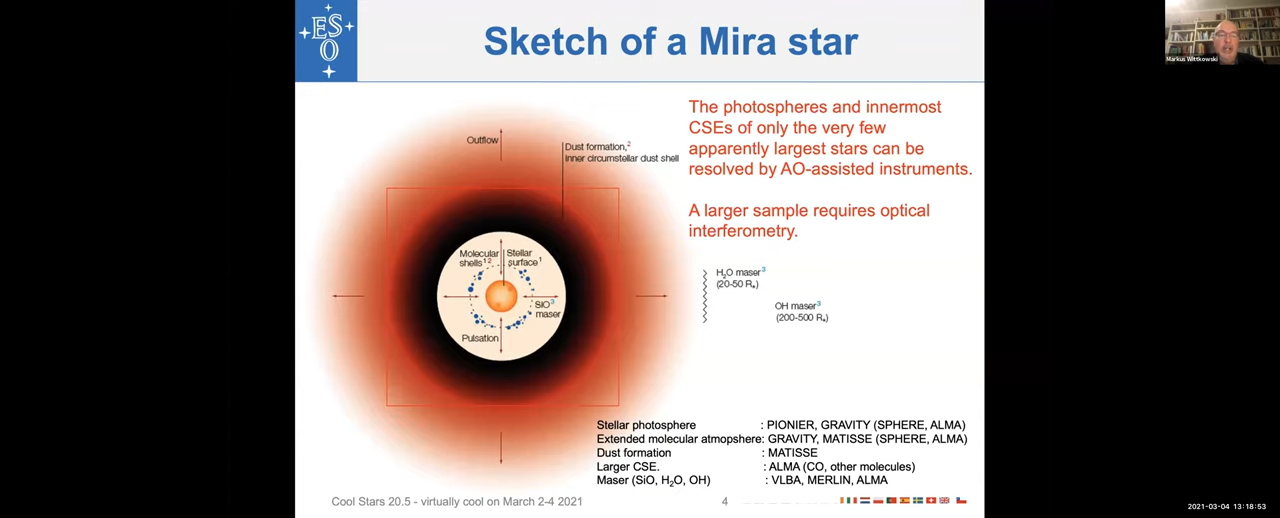 ESO
Sketch of a Mira star
Markus Wittkowski
The photospheres and innermost
CSEs of only the very few
apparently largest stars can be
resolved by AO-assisted instruments.
A larger sample requires optical
interferometry.
Outflow
Dust formation,2
Inner circumstellar dust shell
Molecular
shells1 2
Stellar
surface1
SiO3
maser
Pulsation
H2O maser3
(20-50 R*)
OH maser3
(200-500 R*)
Stellar photosphere : PIONIER, GRAVITY (SPHERE, ALMA)
Extended molecular atmopshere: GRAVITY, MATISSE (SPHERE, ALMA)
Dust formation : MATISSE
Larger CSE. : ALMA (CO, other molecules)
Maser (SiO, H2O, OH) : VLBA, MERLIN, ALMA
Cool Stars 20.5 - virtually cool on March 2-4 2021
4
2021-03-04 13:18:53